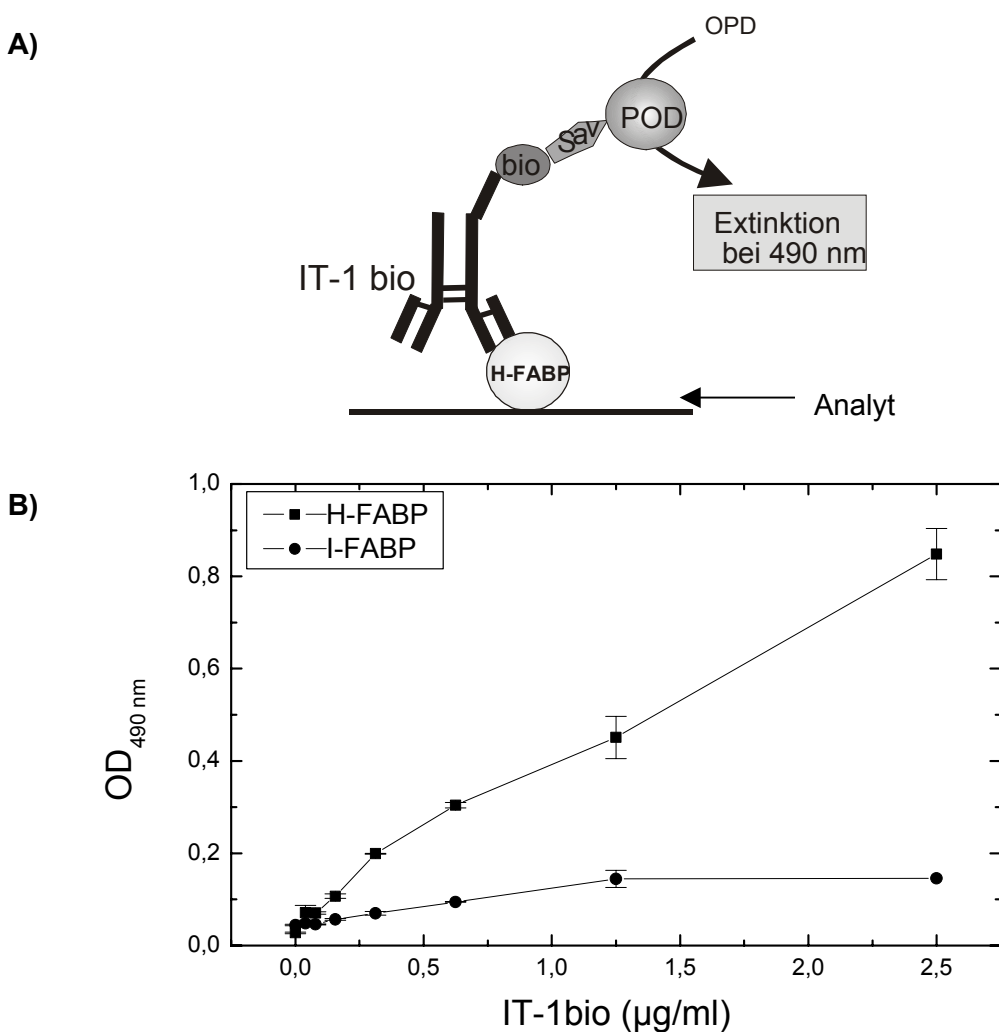 A)
OPD
POD
Sav
bio
Extinktion
bei 490 nm
IT-1 bio
H-FABP
Analyt
B)
H-FABP
I-FABP
1,0
0,8
0,6
0,4
0,2
0,0
OD490 nm
0,0 0,5 1,0 1,5 2,0 2,5
IT-1bio (µg/ml)